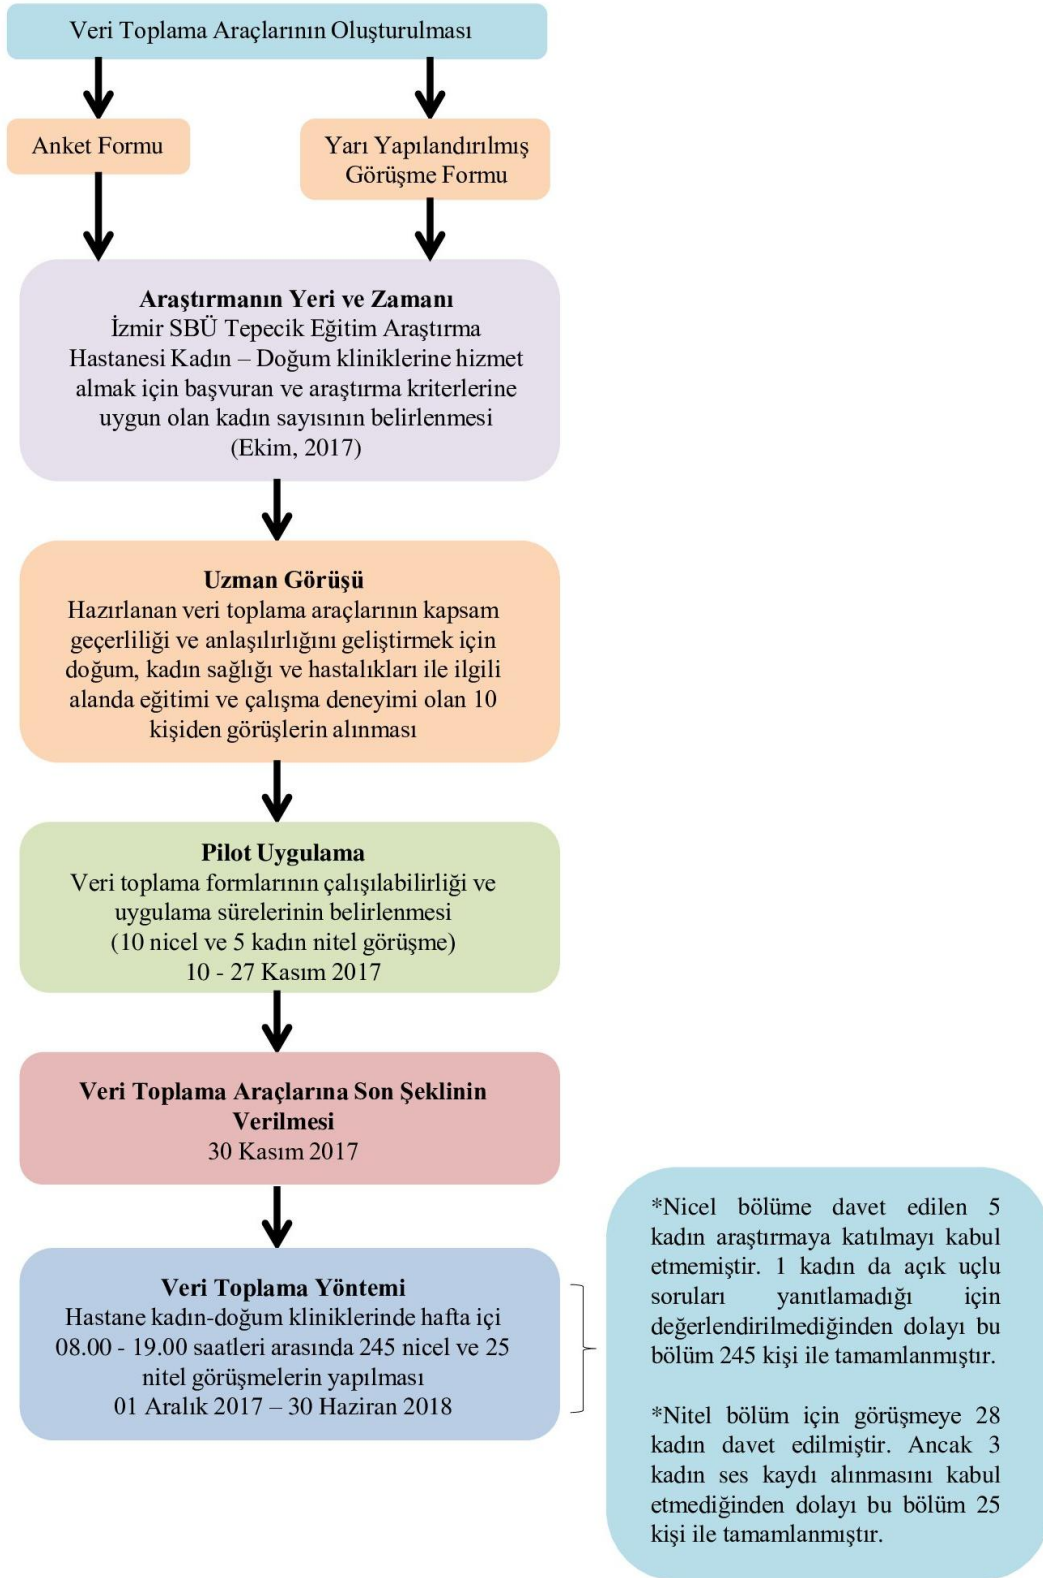 Veri Toplama Araçlarının Oluşturulması
Anket Formu
Yarı Yapılandırılmış
Görüşme Formu
Araştırmanın Yeri ve Zamanı
İzmir SBÜ Tepecik Eğitim Araştırma
Hastanesi Kadın – Doğum kliniklerine hizmet
almak için başvuran ve araştırma kriterlerine
uygun olan kadın sayısının belirlenmesi
(Ekim, 2017)
Uzman Görüşü
Hazırlanan veri toplama araçlarının kapsam
geçerliliği ve anlaşılırlığını geliştirmek için
doğum, kadın sağlığı ve hastalıkları ile ilgili
alanda eğitimi ve çalışma deneyimi olan 10
kişiden görüşlerin alınması
Pilot Uygulama
Veri toplama formlarının çalışılabilirliği ve
uygulama sürelerinin belirlenmesi
(10 nicel ve 5 kadın nitel görüşme)
10 - 27 Kasım 2017
Veri Toplama Araçlarına Son Şeklinin
Verilmesi
30 Kasım 2017
Veri Toplama Yöntemi
Hastane kadın-doğum kliniklerinde hafta içi
08.00 - 19.00 saatleri arasında 245 nicel ve 25
nitel görüşmelerin yapılması
01 Aralık 2017 – 30 Haziran 2018
*Nicel bölüme davet edilen 5
kadın araştırmaya katılmayı kabul
etmemiştir. 1 kadın da açık uçlu
soruları yanıtlamadığı için
değerlendirilmediğinden dolayı bu
bölüm 245 kişi ile tamamlanmıştır.
*Nitel bölüm için görüşmeye 28
kadın davet edilmiştir. Ancak 3
kadın ses kaydı alınmasını kabul
etmediğinden dolayı bu bölüm 25
kişi ile tamamlanmıştır.